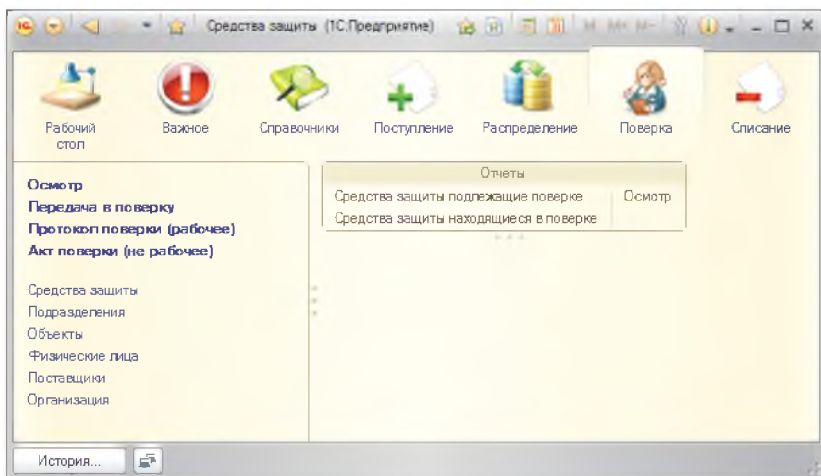 Средства защиты (1С:Предприятие)
M M+ M-
Рабочий стол
Важное
Справочники
Поступление
Распределение
Поверка
Списание
Осмотр
Передача в поверку
Протокол поверки (рабочее)
Акт поверки (не рабочее)
Средства защиты
Подразделения
Объекты
Физические лица
Поставщики
Организация
Отчеты
Средства защиты подлежащие поверке
Осмотр
Средства защиты находящиеся в поверке
История...